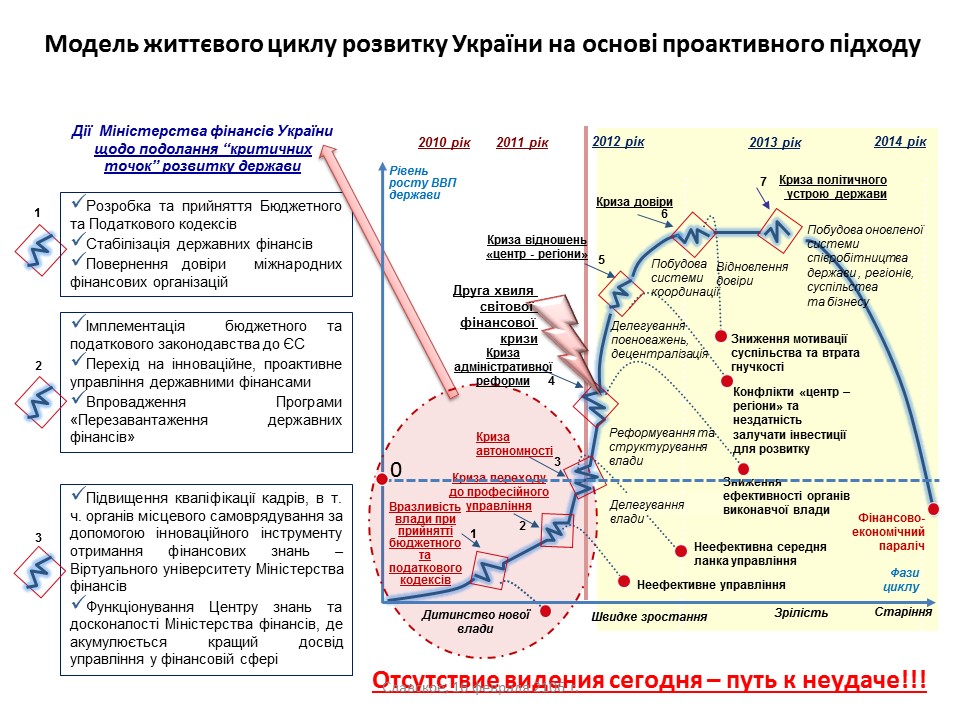 Модель життєвого циклу розвитку України на основі проактивного підходу
Дії Міністерства фінансів України
щодо подолання “критичних
точок” розвитку держави
1
Розробка та прийняття Бюджетного
та Податкового кодексів
Стабілізація державних фінансів
Повернення довіри міжнародних
фінансових організацій
2
Імплементація бюджетного та
податкового законодавства до ЄС
Перехід на інноваційне, проактивне
управління державними фінансами
Впровадження Програми
«Перезавантаження державних
фінансів»
3
Підвищення кваліфікації кадрів, в т.
ч. органів місцевого самоврядування за
допомогою інноваційного інструменту
отримання фінансових знань –
Віртуального університету Міністерства
фінансів
Функціонування Центру знань та
досконалості Міністерства фінансів, де
акумулюється кращий досвід
управління у фінансовій сфері
2010 рік
2011 рік
2012 рік
2013 рік
2014 рік
Рівень
росту ВВП
держави
7
Криза політичного
устрою держави
Криза довіри
6
Криза відношень
«центр - регіони»
5
Побудова
системи
координації
Відновлення
довіри
Побудова оновленої
системи
співробітництва
держави , регіонів,
суспільства
та бізнесу
Друга хвиля
світової
фінансової
кризи
Криза
адміністративної
реформи
4
Делегування
повноважень,
децентралізація
Зниження мотивації
суспільства та втрата
гнучкості
Конфлікти «центр –
регіони» та
нездатність
залучати інвестиції
для розвитку
Криза
автономності
3
Реформування та
структурування
влади
0
Криза переходу
до професійного
управління
2
Зниження
ефективності органів
виконавчої влади
Вразливість
влади при
прийнятті
бюджетного
та
податкового
кодексів
1
Делегування
влади
Фінансово-
економічний
параліч
Неефективна середня
ланка управління
Неефективне управління
Фази
циклу
Дитинство нової
влади
Швидке зростання
Зрілість
Старіння
Отсутствие видения сегодня – путь к неудаче!!!